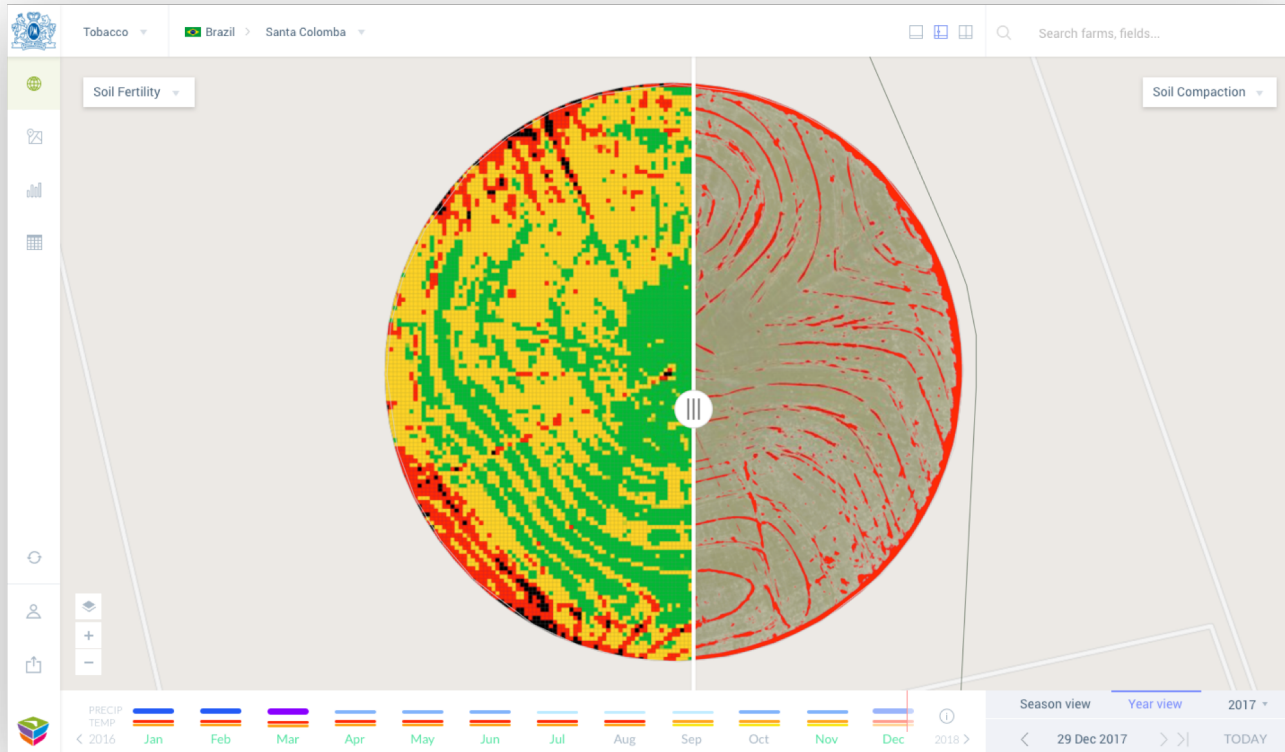 Tobacco
Brazil
Santa Colomba
Search farms, fields...
Soil Fertility
Soil Compaction
PRECIP
TEMP
2016
Jan
Feb
Mar
Apr
May
Jun
Jul
Aug
Sep
Oct
Nov
Dec
2018
Season view
Year view
2017
29 Dec 2017
TODAY